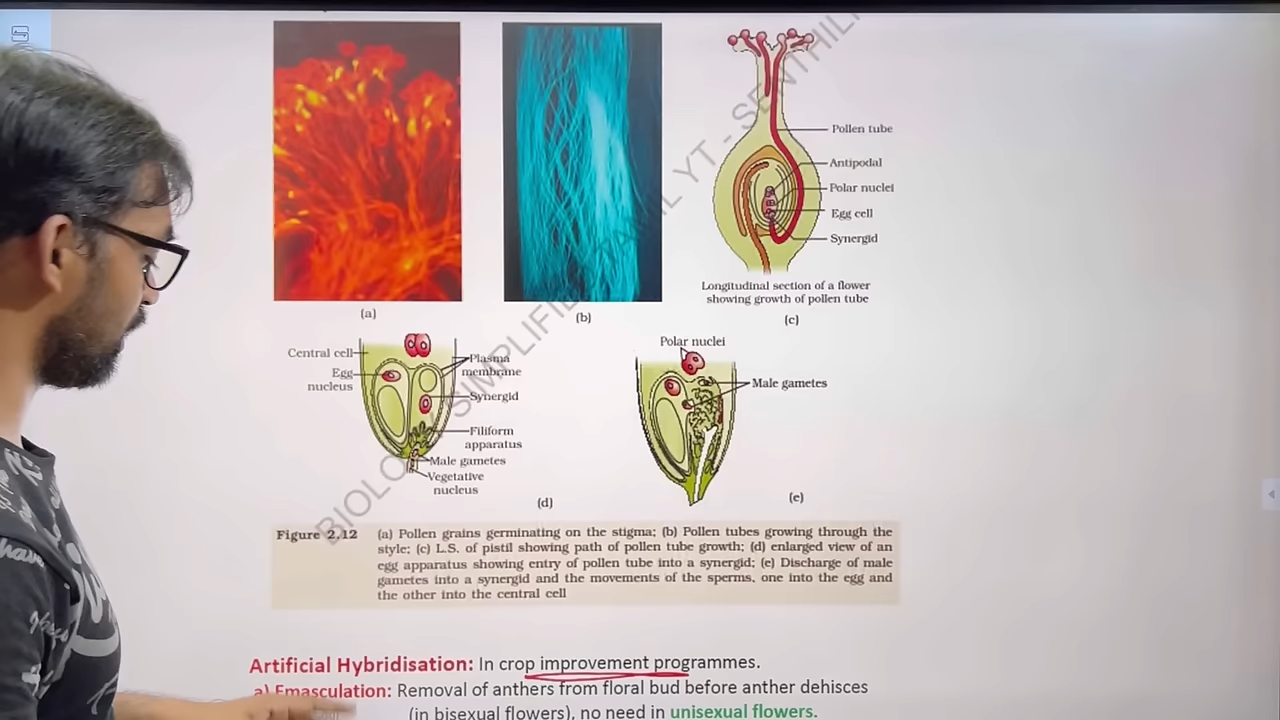 Pollen tube
Antipodal
Polar nuclei
Egg cell
Synergid
Longitudinal section of a flower
showing growth of pollen tube
(a)
(b)
(c)
Central cell
Egg
nucleus
Plasma
membrane
Synergid
Filiform
apparatus
Male gametes
Vegetative
nucleus
(d)
Polar nuclei
Male gametes
(e)
Figure 2.12 (a) Pollen grains germinating on the stigma; (b) Pollen tubes growing through the
style; (c) L.S. of pistil showing path of pollen tube growth; (d) enlarged view of an
egg apparatus showing entry of pollen tube into a synergid; (e) Discharge of male
gametes into a synergid and the movements of the sperms, one into the egg and
the other into the central cell
Artificial Hybridisation: In crop improvement programmes.
a) Emasculation: Removal of anthers from floral bud before anther dehisces
(in bisexual flowers), no need in unisexual flowers.